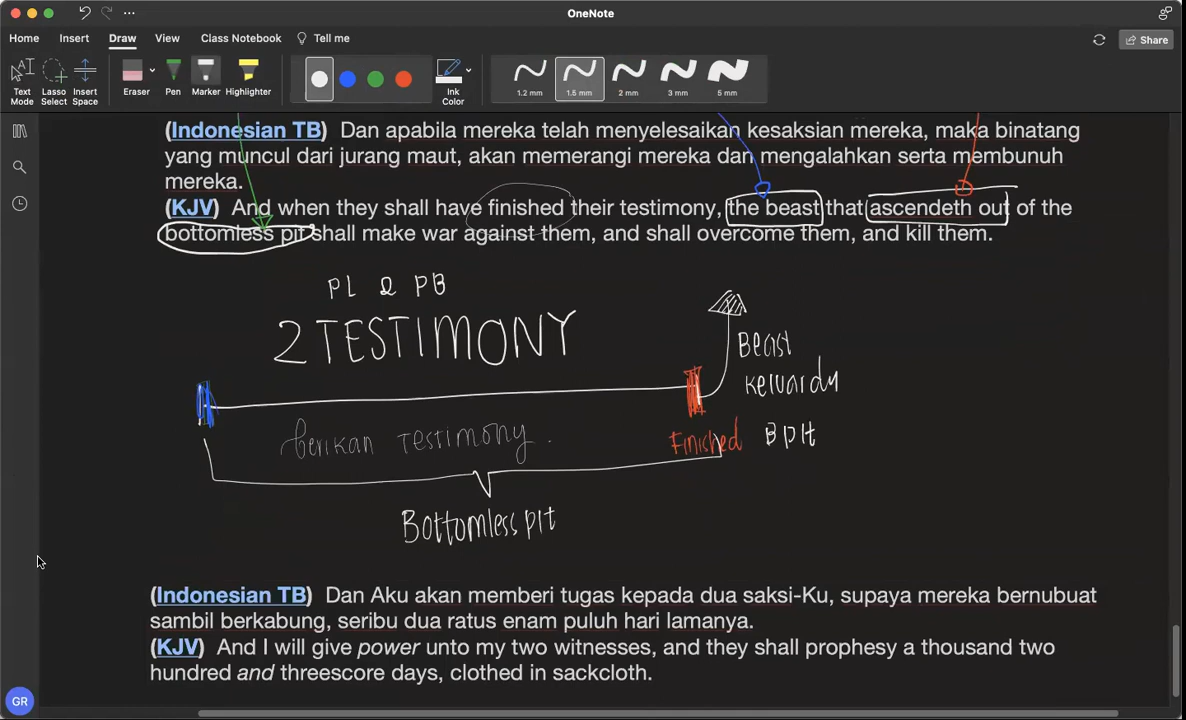 OneNote
Home Insert Draw View Class Notebook Tell me
Share
Text Mode
Lasso Select
Insert Space
Eraser
Pen
Marker
Highlighter
Ink Color
1.2 mm
1.5 mm
2 mm
3 mm
5 mm
(Indonesian TB) Dan apabila mereka telah menyelesaikan kesaksian mereka, maka binatang
yang muncul dari jurang maut, akan memerangi mereka dan mengalahkan serta membunuh
mereka.
(KJV) And when they shall have finished their testimony, the beast that ascendeth out of the
bottomless pit shall make war against them, and shall overcome them, and kill them.
PL & PB
2 TESTIMONY
Beast
keluar du
berikan testimony.
Finished
B pit
Bottomless pit
(Indonesian TB) Dan Aku akan memberi tugas kepada dua saksi-Ku, supaya mereka bernubuat
sambil berkabung, seribu dua ratus enam puluh hari lamanya.
(KJV) And I will give power unto my two witnesses, and they shall prophesy a thousand two
hundred and threescore days, clothed in sackcloth.
GR